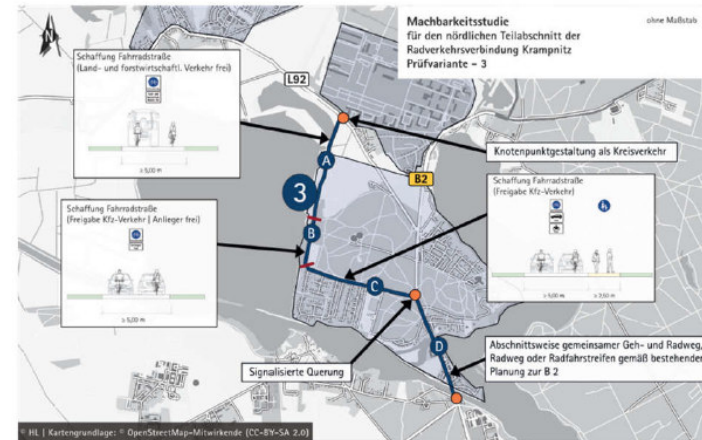 Machbarkeitsstudie
für den nördlichen Teilabschnitt der
Radverkehrsverbindung Krampnitz
Prüfvariante - 3
ohne Maßstab
N
Schaffung Fahrradstraße
(Land- und forstwirtschaftl. Verkehr frei)
≥ 5,00 m
L92
Knotenpunktgestaltung als Kreisverkehr
B2
A
3
B
Schaffung Fahrradstraße
(Freigabe Kfz-Verkehr | Anlieger frei)
≥ 5,00 m
Schaffung Fahrradstraße
(Freigabe Kfz-Verkehr)
≥ 5,00 m
≥ 2,50 m
C
D
Signalisierte Querung
Abschnittsweise gemeinsamer Geh- und Radweg,
Radweg oder Radfahrstreifen gemäß bestehender
Planung zur B 2
© HL | Kartengrundlage: © OpenStreetMap-Mitwirkende (CC-BY-SA 2.0)